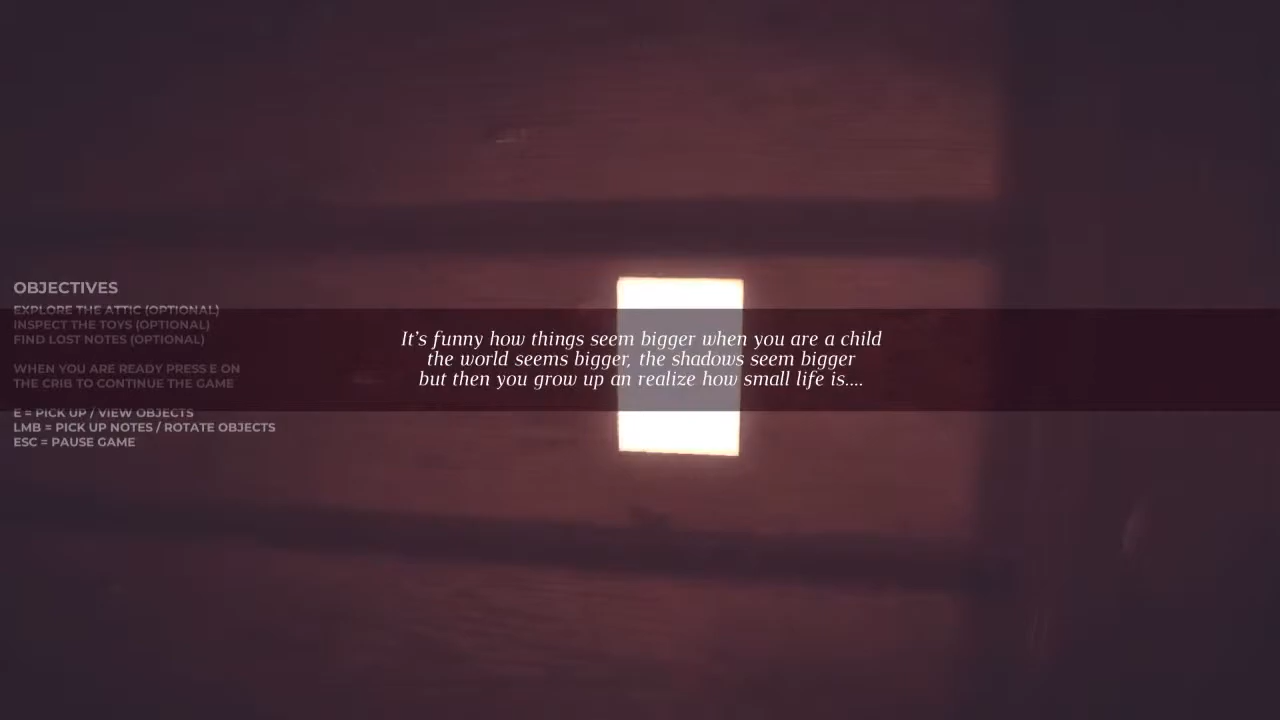 OBJECTIVES
EXPLORE THE ATTIC (OPTIONAL)
INSPECT THE TOYS (OPTIONAL)
FIND LOST NOTES (OPTIONAL)
WHEN YOU ARE READY PRESS E ON
THE CRIB TO CONTINUE THE GAME
E = PICK UP / VIEW OBJECTS
LMB = PICK UP NOTES / ROTATE OBJECTS
ESC = PAUSE GAME
It's funny how things seem bigger when you are a child
the world seems bigger, the shadows seem bigger
but then you grow up an realize how small life is....